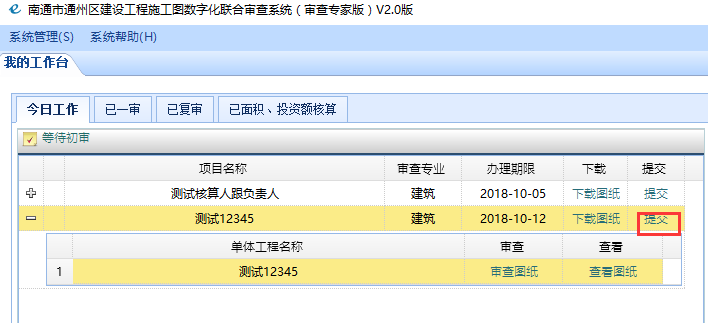 南通市通州区建设工程施工图数字化联合审查系统（审查专家版）V2.0版
系统管理(S) 系统帮助(H)
我的工作台
今日工作 已一审 已复审 已面积、投资额核算
等待初审
项目名称 审查专业 办理期限 下载 提交
测试核算人跟负责人 建筑 2018-10-05 下载图纸 提交
测试12345 建筑 2018-10-12 下载图纸 提交
单体工程名称 审查 查看
1 测试12345 审查图纸 查看图纸